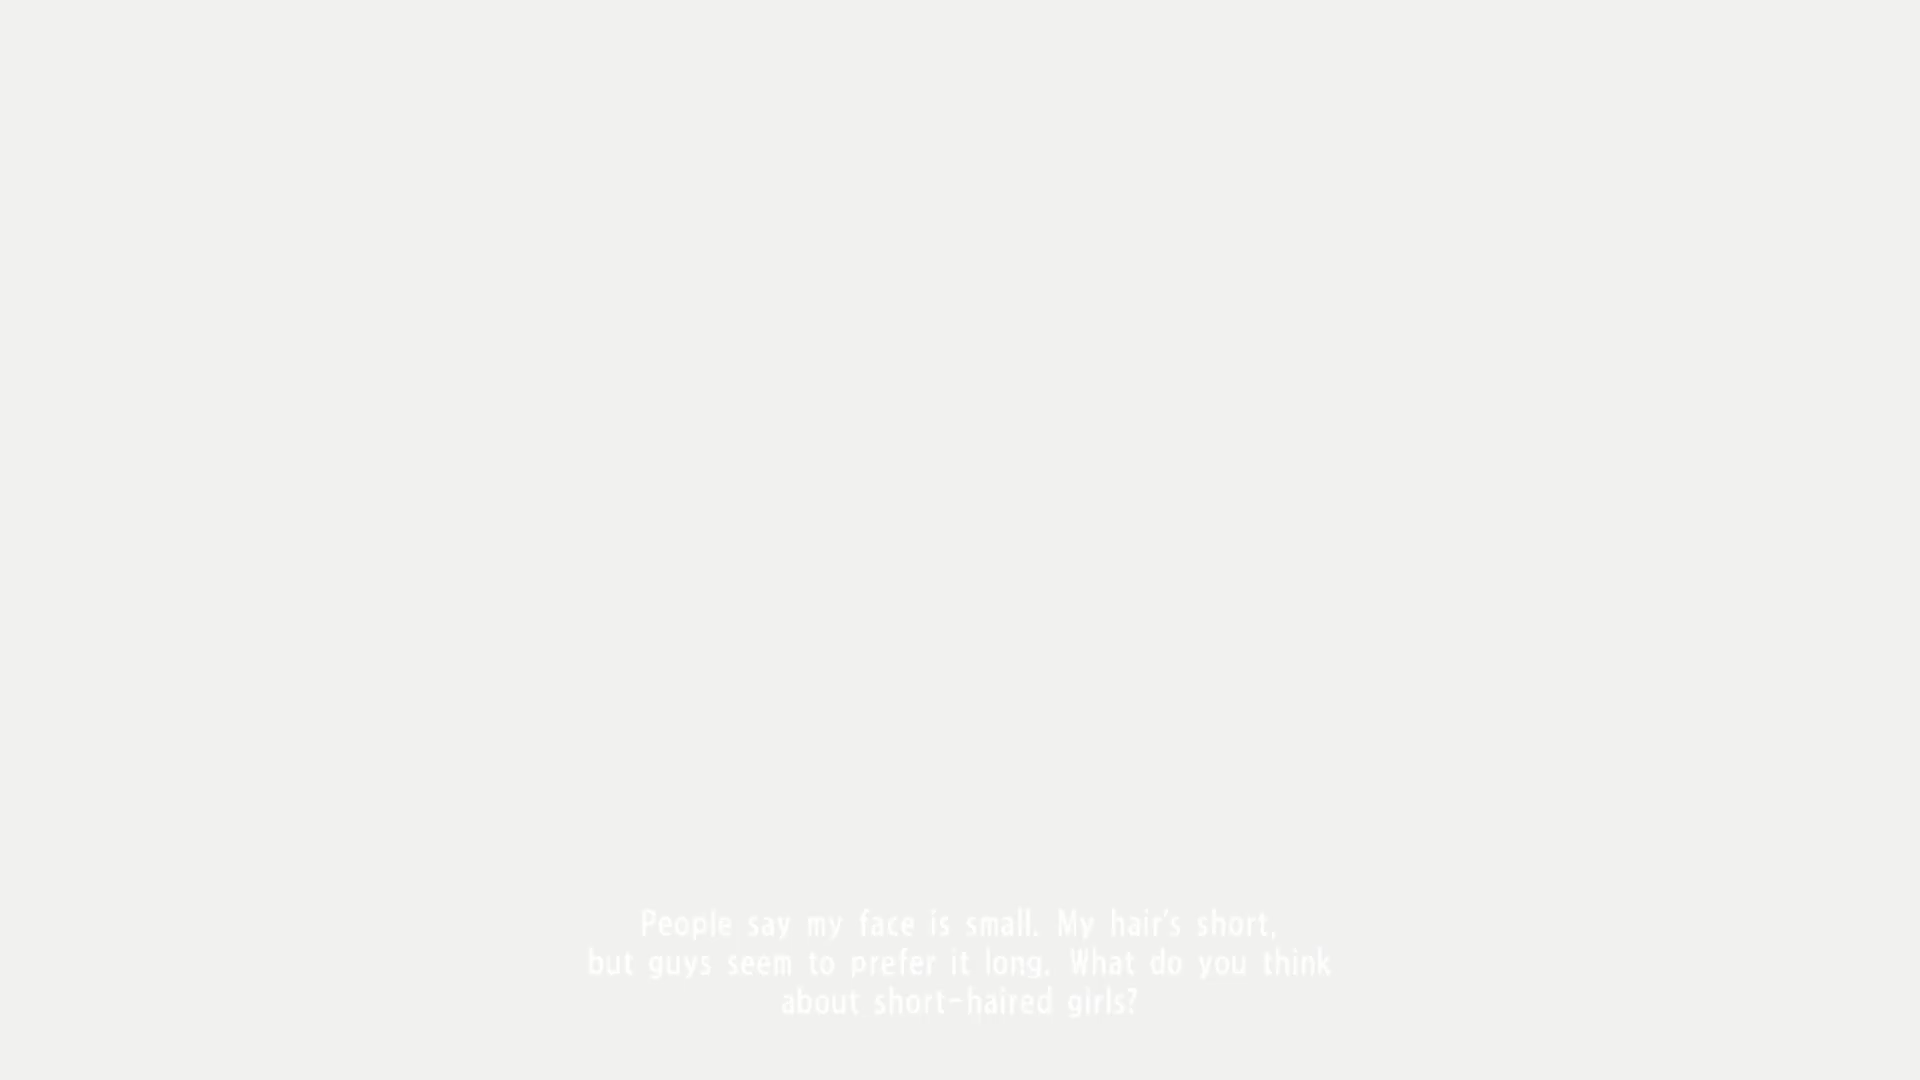 People say my face is small. My hair's short,
but guys seem to prefer it long. What do you think
about short-haired girls?